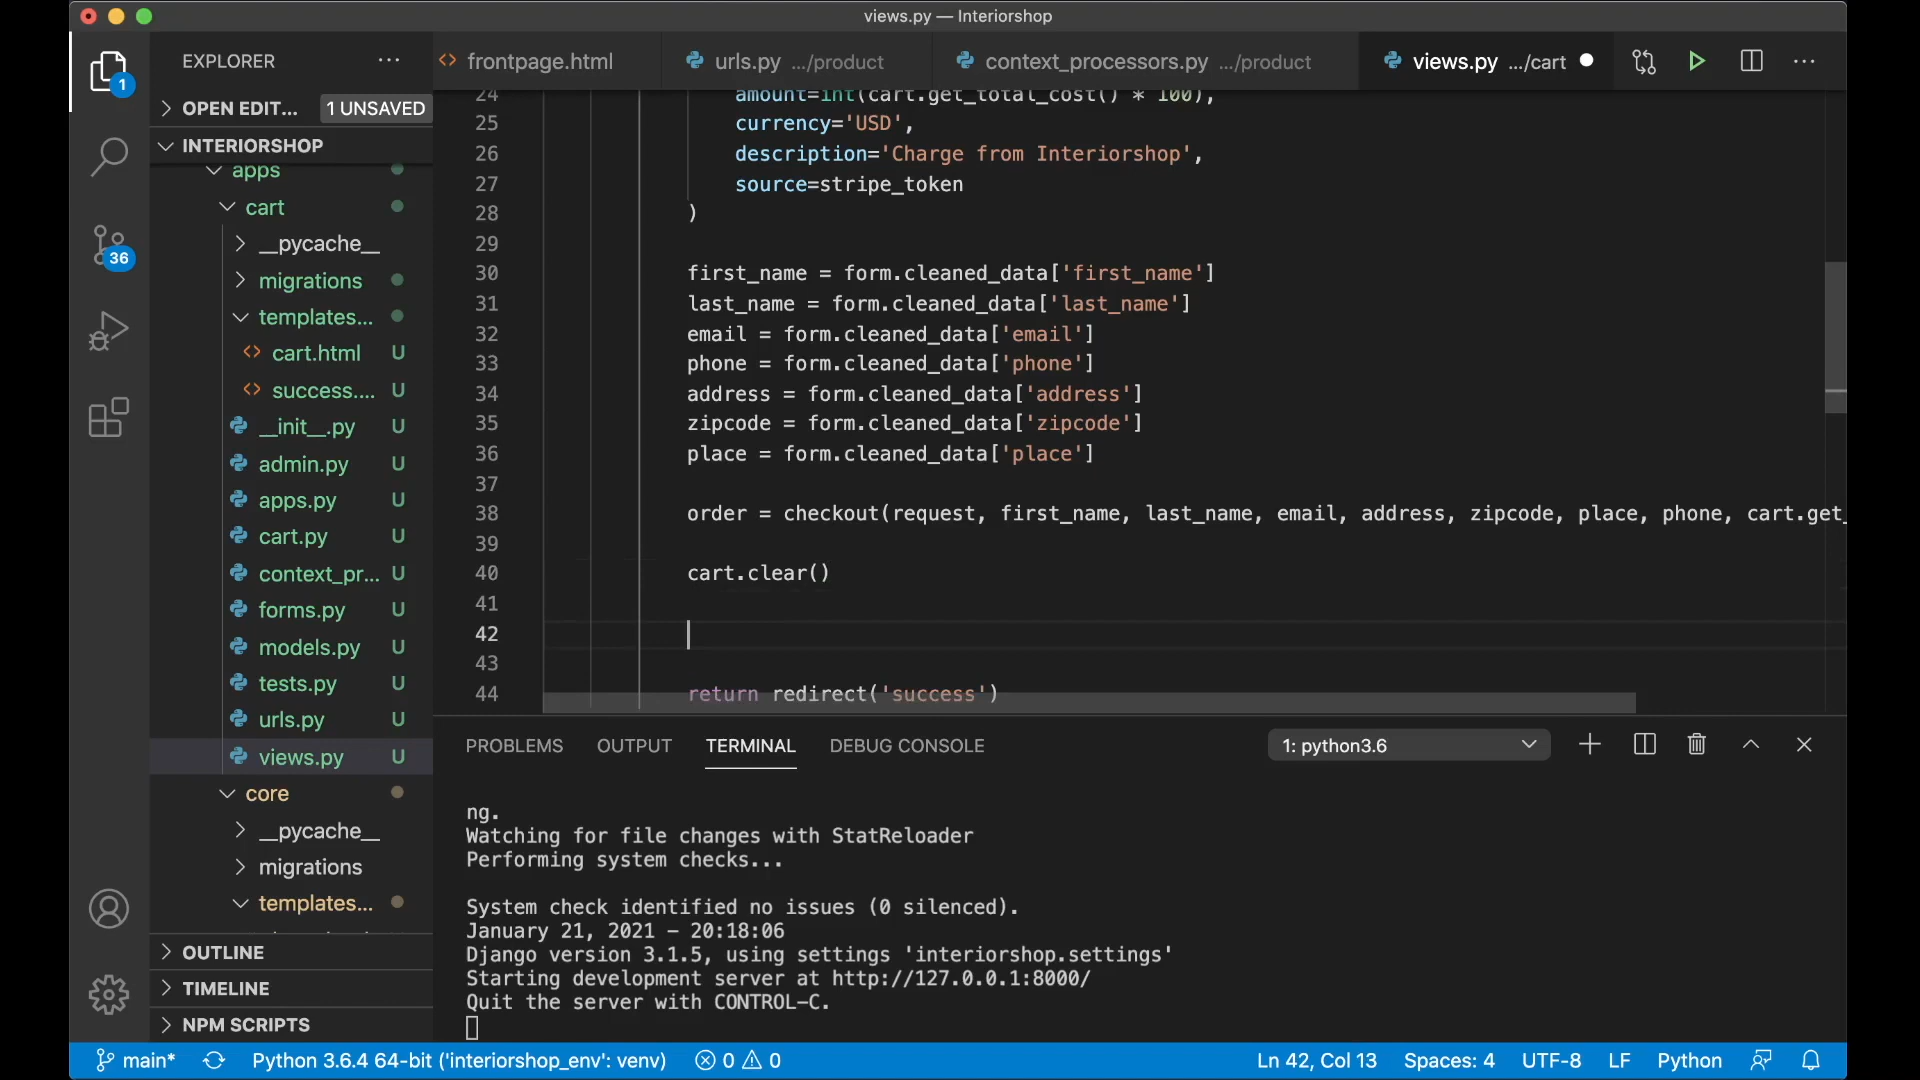 views.py — Interiorshop
EXPLORER
frontpage.html
urls.py .../product
context_processors.py .../product
views.py .../cart
1
OPEN EDIT...
1 UNSAVED
INTERIORSHOP
apps
cart
__pycache__
migrations
templates...
cart.html U
success.... U
__init__.py U
admin.py U
apps.py U
cart.py U
context_pr... U
forms.py U
models.py U
tests.py U
urls.py U
views.py U
core
__pycache__
migrations
templates...
OUTLINE
TIMELINE
NPM SCRIPTS
36
24 amount=int(cart.get_total_cost() * 100),
25 currency='USD',
26 description='Charge from Interiorshop',
27 source=stripe_token
28 )
29
30 first_name = form.cleaned_data['first_name']
31 last_name = form.cleaned_data['last_name']
32 email = form.cleaned_data['email']
33 phone = form.cleaned_data['phone']
34 address = form.cleaned_data['address']
35 zipcode = form.cleaned_data['zipcode']
36 place = form.cleaned_data['place']
37
38 order = checkout(request, first_name, last_name, email, address, zipcode, place, phone, cart.get_
39
40 cart.clear()
41
42
43
44 return redirect('success')
PROBLEMS
OUTPUT
TERMINAL
DEBUG CONSOLE
1: python3.6
ng.
Watching for file changes with StatReloader
Performing system checks...
System check identified no issues (0 silenced).
January 21, 2021 - 20:18:06
Django version 3.1.5, using settings 'interiorshop.settings'
Starting development server at http://127.0.0.1:8000/
Quit the server with CONTROL-C.
main*
Python 3.6.4 64-bit ('interiorshop_env': venv)
0
0
Ln 42, Col 13
Spaces: 4
UTF-8
LF
Python